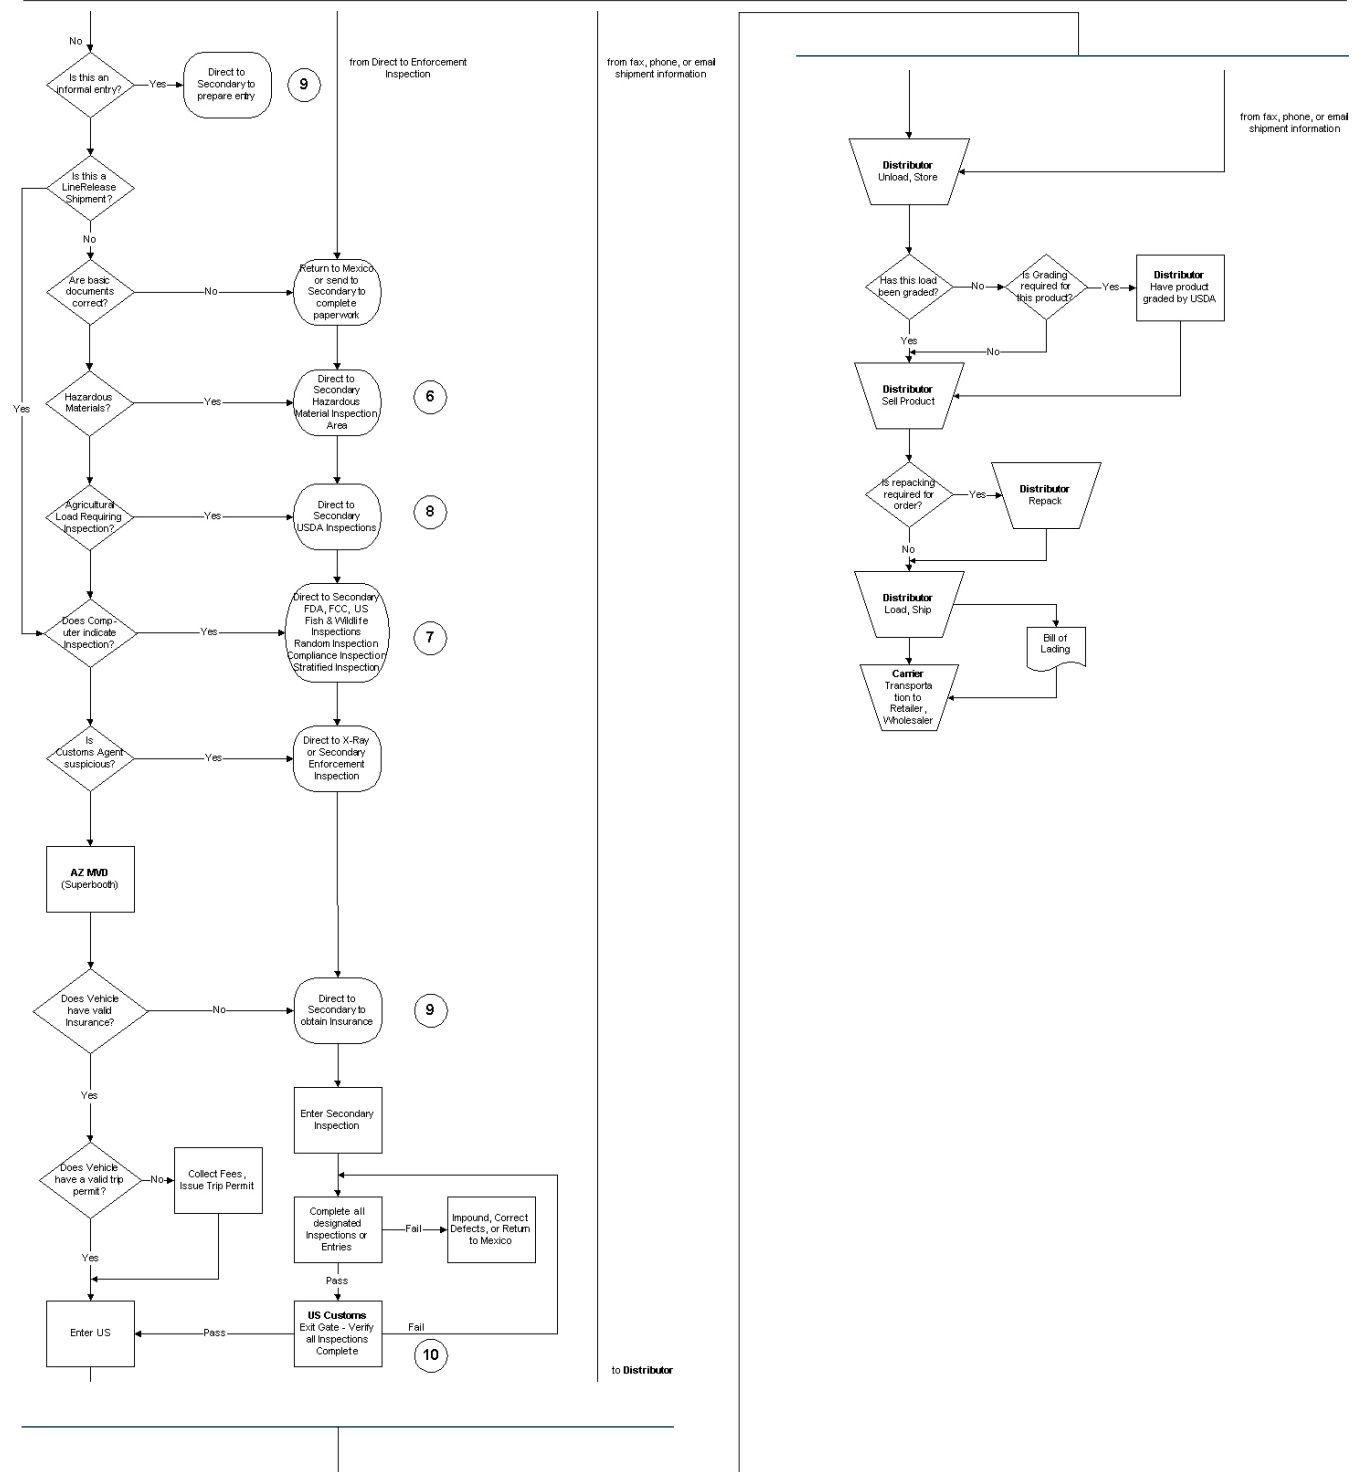 No
Is this an
informal entry?
Yes
Direct to
Secondary to
prepare entry
9
from Direct to Enforcement
Inspection
from fax, phone, or email
shipment information
Is this a
LineRelease
Shipment?
No
Yes
Are basic
documents
correct?
No
Return to Mexico
or send to
Secondary to
complete
paperwork
Hazardous
Materials?
Yes
Direct to
Secondary
Hazardous
Material Inspection
Area
6
Agricultural
Load Requiring
Inspection?
Yes
Direct to
Secondary
USDA Inspections
8
Does Comp-
uter indicate
Inspection?
Yes
Direct to Secondary
FDA, FCC, US
Fish & Wildlife
Inspections
Random Inspection
Compliance Inspection
Stratified Inspection
7
Is
Customs Agent
suspicious?
Yes
Direct to X-Ray
or Secondary
Enforcement
Inspection
AZ MVD
(Superbooth)
Does Vehicle
have valid
Insurance?
No
Direct to
Secondary to
obtain Insurance
9
Yes
Enter Secondary
Inspection
Does Vehicle
have a valid trip
permit?
No
Collect Fees,
Issue Trip Permit
Yes
Complete all
designated
Inspections or
Entries
Fail
Impound, Correct
Defects, or Return
to Mexico
Pass
Enter US
Pass
US Customs
Exit Gate - Verify
all Inspections
Complete
Fail
10
to Distributor
from fax, phone, or email
shipment information
Distributor
Unload, Store
Has this load
been graded?
No
Is Grading
required for
this product?
Yes
Distributor
Have product
graded by USDA
Yes
No
Distributor
Sell Product
Is repacking
required for
order?
Yes
Distributor
Repack
No
Distributor
Load, Ship
Bill of
Lading
Carrier
Transporta
tion to
Retailer,
Wholesaler